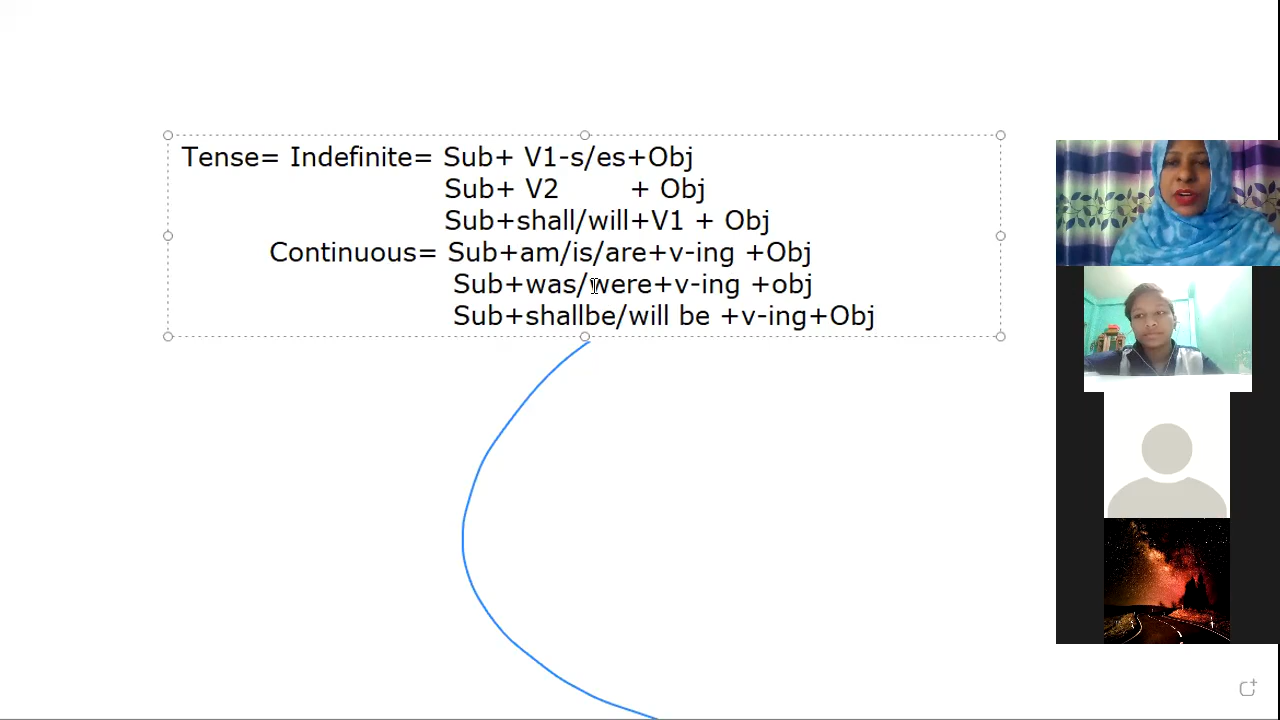 Tense= Indefinite= Sub+ V1-s/es+Obj
Sub+ V2 + Obj
Sub+shall/will+V1 + Obj
Continuous= Sub+am/is/are+v-ing +Obj
Sub+was/were+v-ing +obj
Sub+shallbe/will be +v-ing+Obj